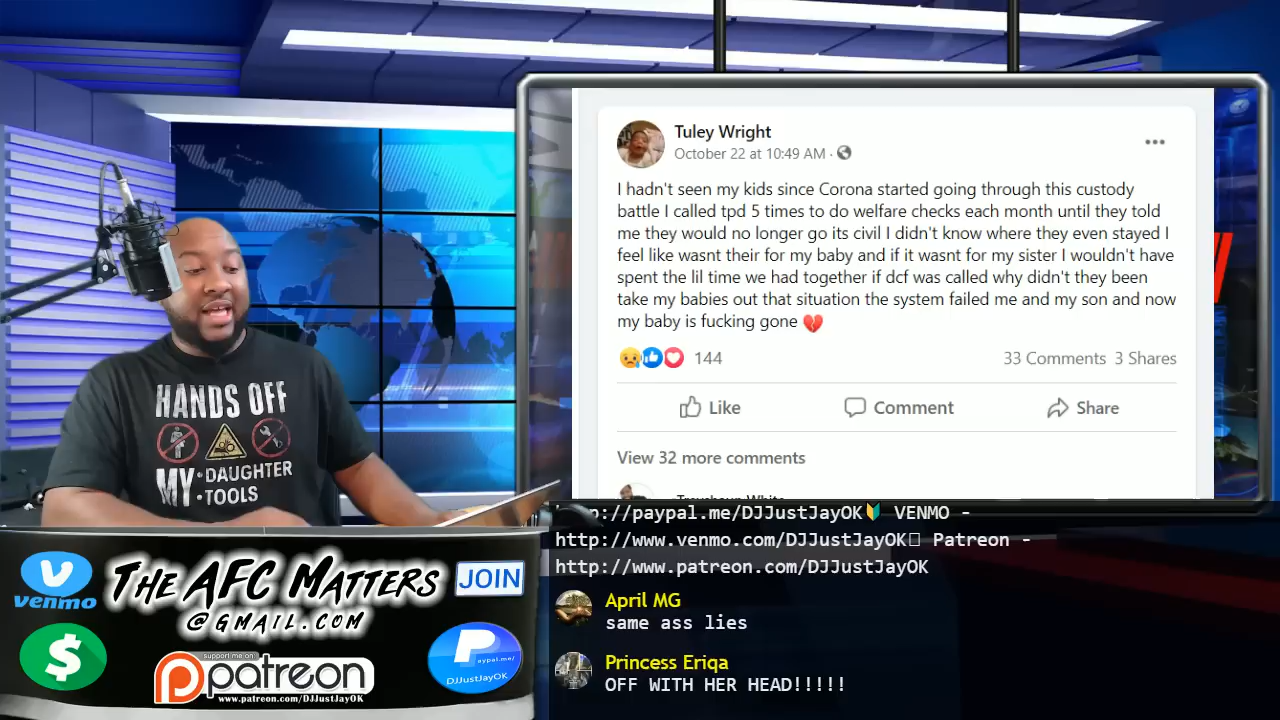 Tuley Wright
October 22 at 10:49 AM ·
I hadn't seen my kids since Corona started going through this custody
battle I called tpd 5 times to do welfare checks each month until they told
me they would no longer go its civil I didn't know where they even stayed I
feel like wasnt their for my baby and if it wasnt for my sister I wouldn't have
spent the lil time we had together if dcf was called why didn't they been
take my babies out that situation the system failed me and my son and now
my baby is fucking gone 💔
144
33 Comments 3 Shares
Like
Comment
Share
View 32 more comments
HANDS OFF
MY • DAUGHTER
• TOOLS
://paypal.me/DJJustJayOK🔰 VENMO -
http://www.venmo.com/DJJustJayOK Patreon -
http://www.patreon.com/DJJustJayOK
April MG
same ass lies
Princess Eriqa
OFF WITH HER HEAD!!!!!
venmo
THE AFC MATTERS
@GMAIL.COM
JOIN
$
support me on
patreon
www.patreon.com/DJJustJayOK
P
aypal.me/
DJJustJayOK